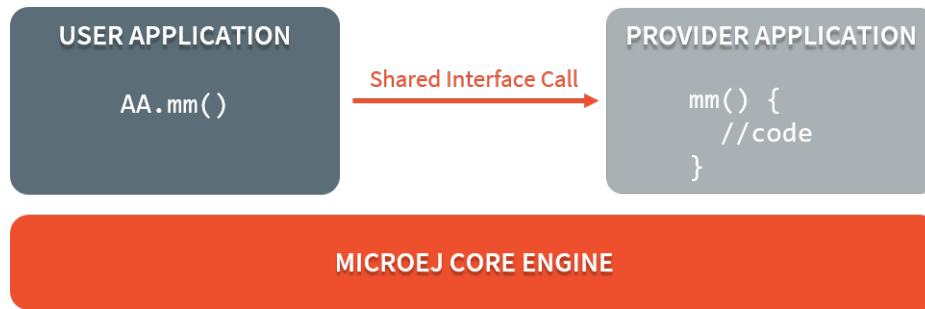 USER APPLICATION
AA.mm()
Shared Interface Call
PROVIDER APPLICATION
mm() {
//code
}
MICROEJ CORE ENGINE